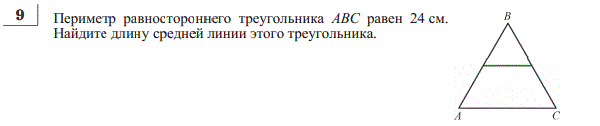 9
Периметр равностороннего треугольника ABC равен 24 см.
Найдите длину средней линии этого треугольника.
B
A
C